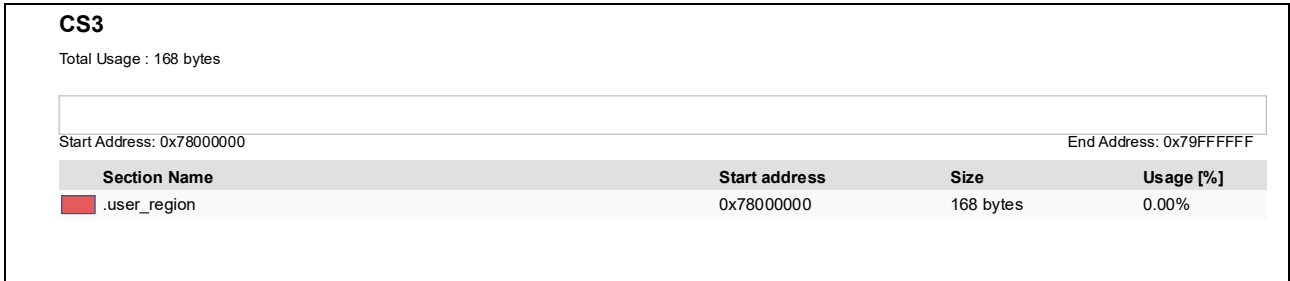 CS3
Total Usage : 168 bytes
Start Address: 0x78000000 End Address: 0x79FFFFFF
Section Name Start address Size Usage [%]
.user_region 0x78000000 168 bytes 0.00%